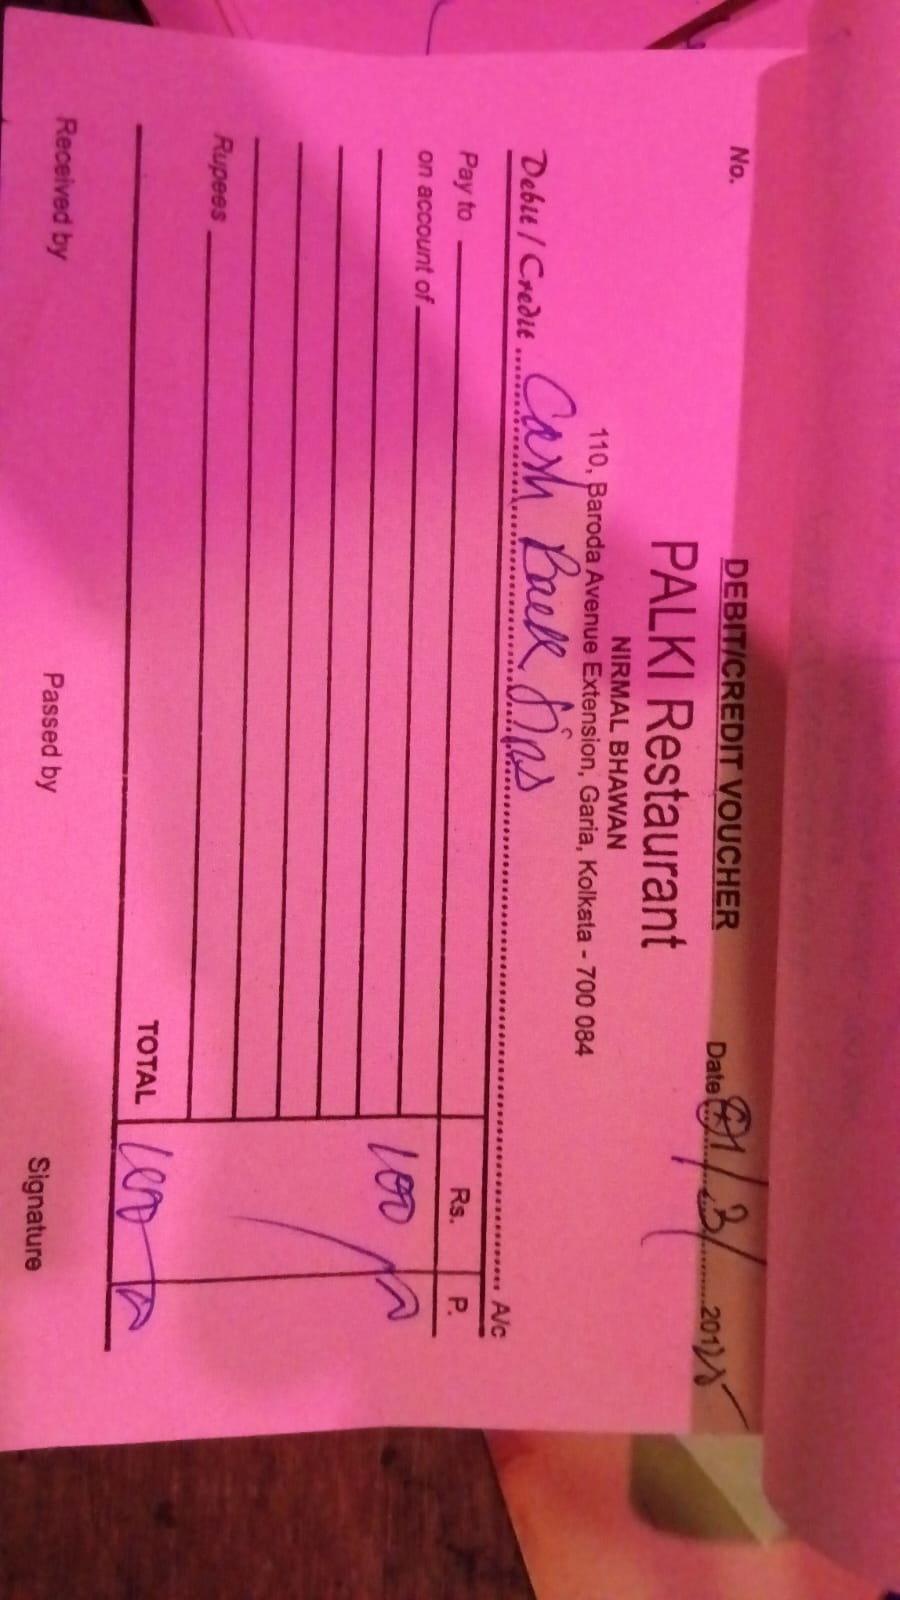 DEBIT/CREDIT VOUCHER
No.
PALKI Restaurant
Date 01/3/2025
NIRMAL BHAWAN
110, Baroda Avenue Extension, Garia, Kolkata - 700 084
Debit/Credit Cash Back A/c
Pay to Rs. P.
on account of 100
Rupees
TOTAL 100
Received by Passed by Signature